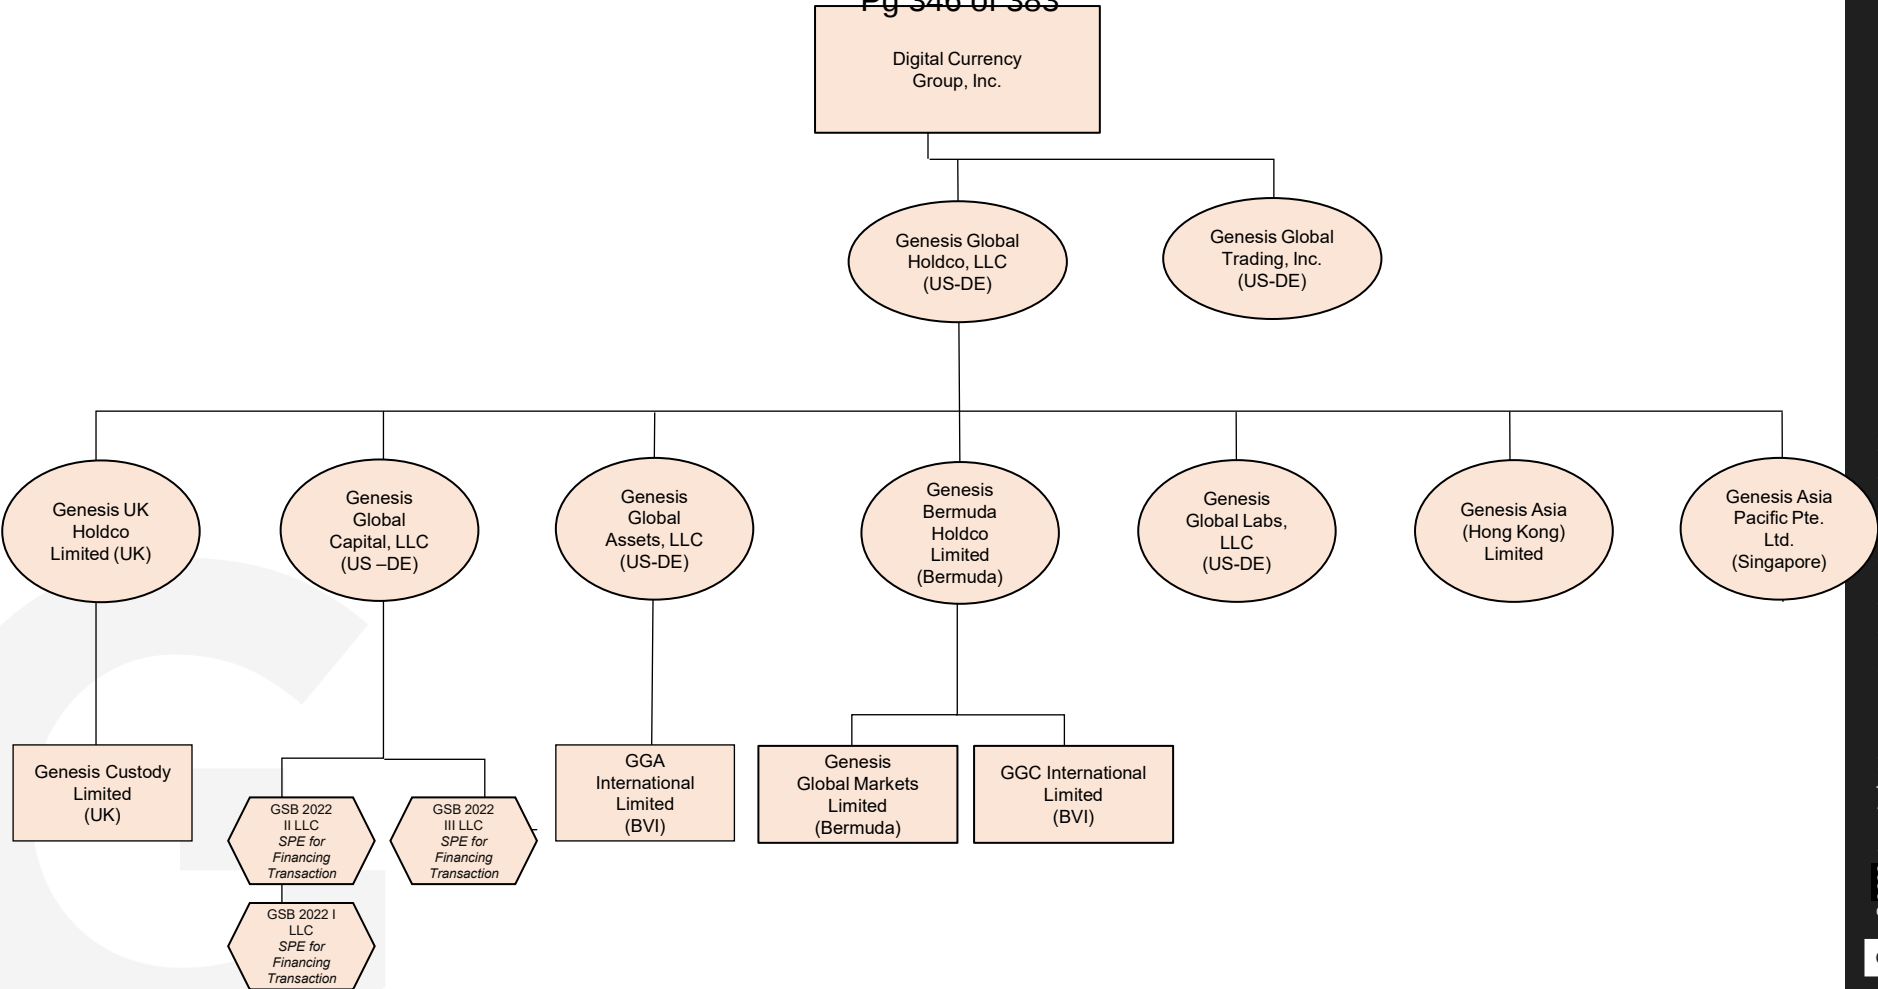 Pg 346 of 383
Digital Currency
Group, Inc.
Genesis Global
Holdco, LLC
(US-DE)
Genesis Global
Trading, Inc.
(US-DE)
Genesis UK
Holdco
Limited (UK)
Genesis
Global
Capital, LLC
(US –DE)
Genesis
Global
Assets, LLC
(US-DE)
Genesis
Bermuda
Holdco
Limited
(Bermuda)
Genesis
Global Labs,
LLC
(US-DE)
Genesis Asia
(Hong Kong)
Limited
Genesis Asia
Pacific Pte.
Ltd.
(Singapore)
Genesis Custody
Limited
(UK)
GSB 2022
II LLC
SPE for
Financing
Transaction
GSB 2022
III LLC
SPE for
Financing
Transaction
GGA
International
Limited
(BVI)
Genesis
Global Markets
Limited
(Bermuda)
GGC International
Limited
(BVI)
GSB 2022 I
LLC
SPE for
Financing
Transaction